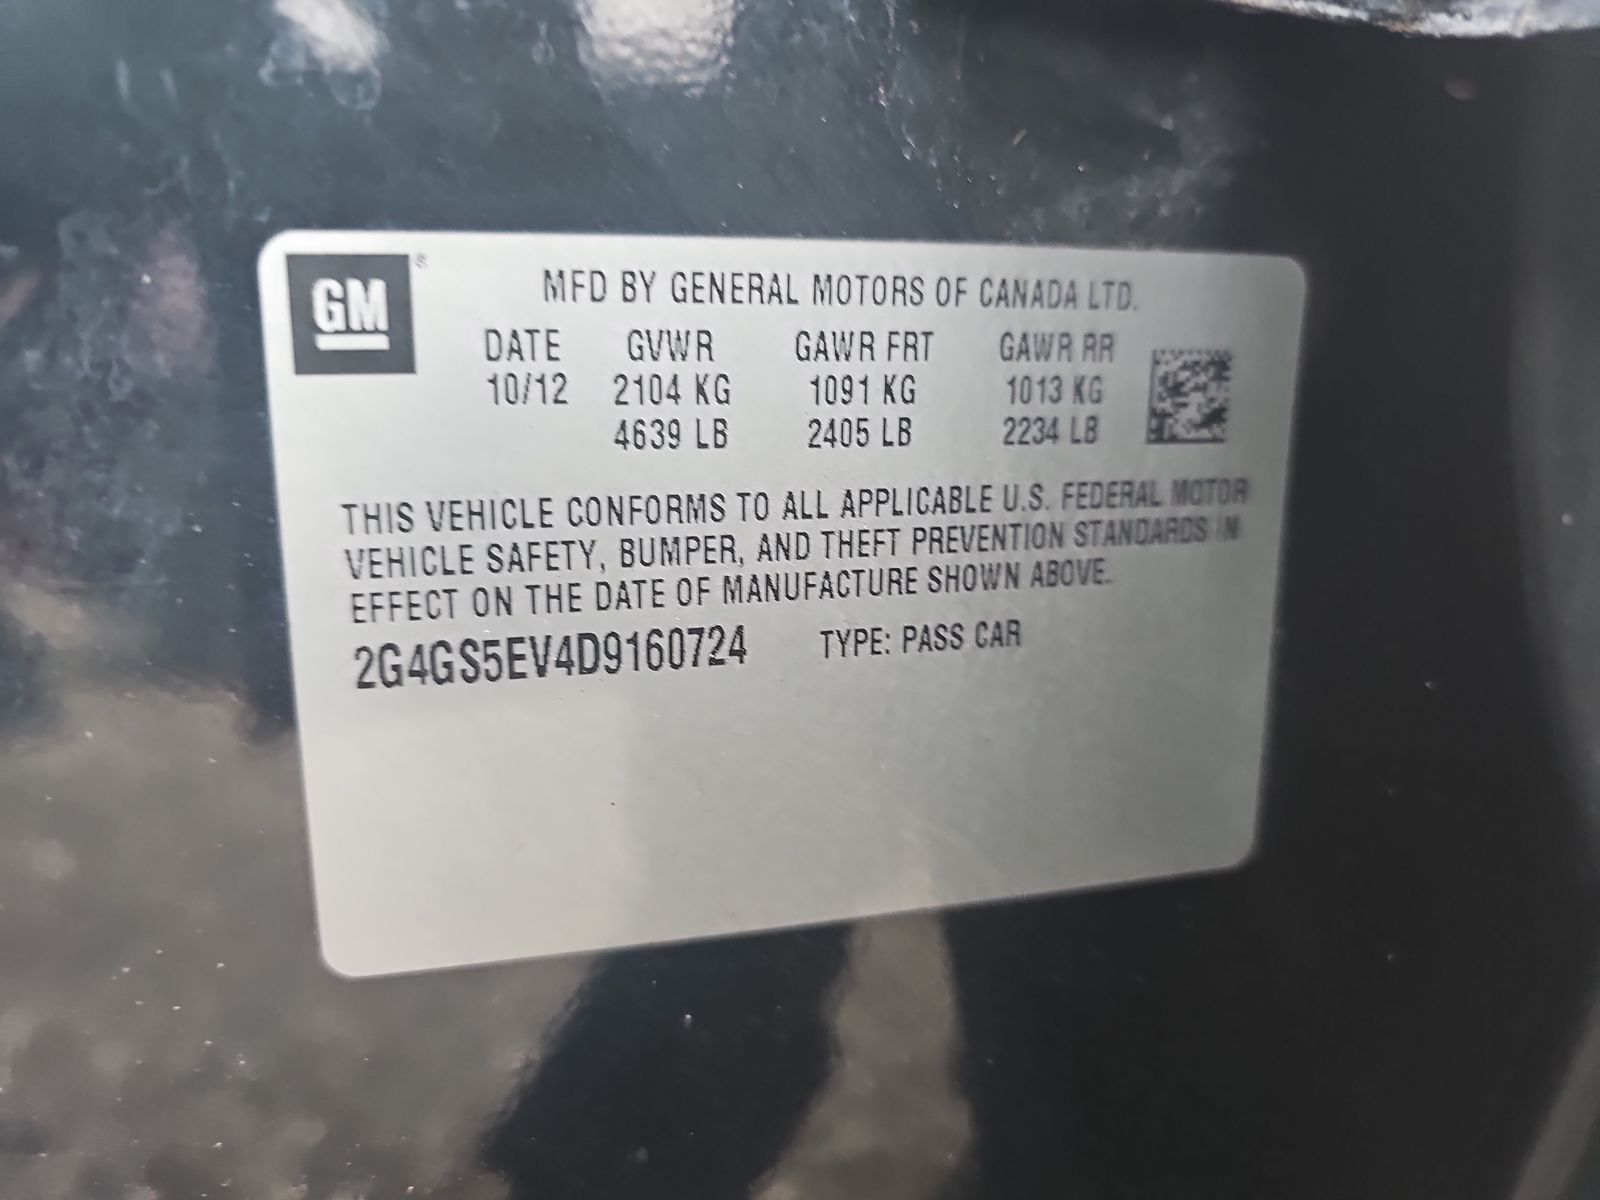 GM
MFD BY GENERAL MOTORS OF CANADA LTD.
DATE GVWR GAWR FRT GAWR RR
10/12 2104 KG 1091 KG 1013 KG
4639 LB 2405 LB 2234 LB
THIS VEHICLE CONFORMS TO ALL APPLICABLE U.S. FEDERAL MOTOR
VEHICLE SAFETY, BUMPER, AND THEFT PREVENTION STANDARDS IN
EFFECT ON THE DATE OF MANUFACTURE SHOWN ABOVE.
2G4GS5EV4D9160724 TYPE: PASS CAR